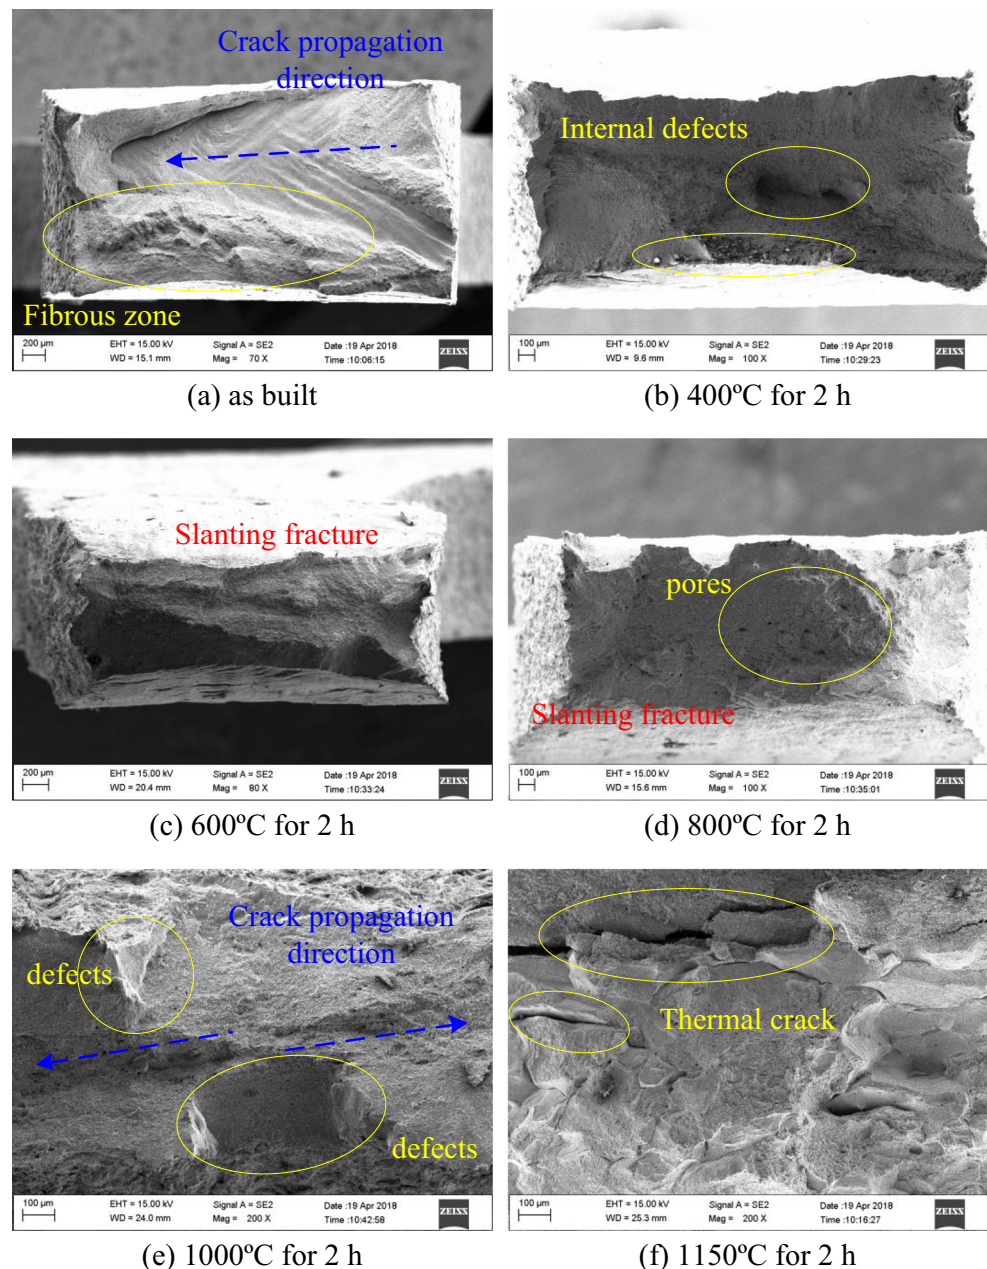 Crack propagation
direction
Fibrous zone
200 µm
EHT = 15.00 kV
WD = 15.1 mm
Signal A = SE2
Mag = 70 X
Date :19 Apr 2018
Time :10:06:15
ZEISS
(a) as built
Internal defects
100 µm
EHT = 15.00 kV
WD = 9.6 mm
Signal A = SE2
Mag = 100 X
Date :19 Apr 2018
Time :10:29:23
ZEISS
(b) 400ºC for 2 h
Slanting fracture
200 µm
EHT = 15.00 kV
WD = 20.4 mm
Signal A = SE2
Mag = 80 X
Date :19 Apr 2018
Time :10:33:24
ZEISS
(c) 600ºC for 2 h
pores
Slanting fracture
100 µm
EHT = 15.00 kV
WD = 15.6 mm
Signal A = SE2
Mag = 100 X
Date :19 Apr 2018
Time :10:35:01
ZEISS
(d) 800ºC for 2 h
Crack propagation
direction
defects
defects
100 µm
EHT = 15.00 kV
WD = 24.0 mm
Signal A = SE2
Mag = 200 X
Date :19 Apr 2018
Time :10:42:58
ZEISS
(e) 1000ºC for 2 h
Thermal crack
100 µm
EHT = 15.00 kV
WD = 25.3 mm
Signal A = SE2
Mag = 200 X
Date :19 Apr 2018
Time :10:16:27
ZEISS
(f) 1150ºC for 2 h